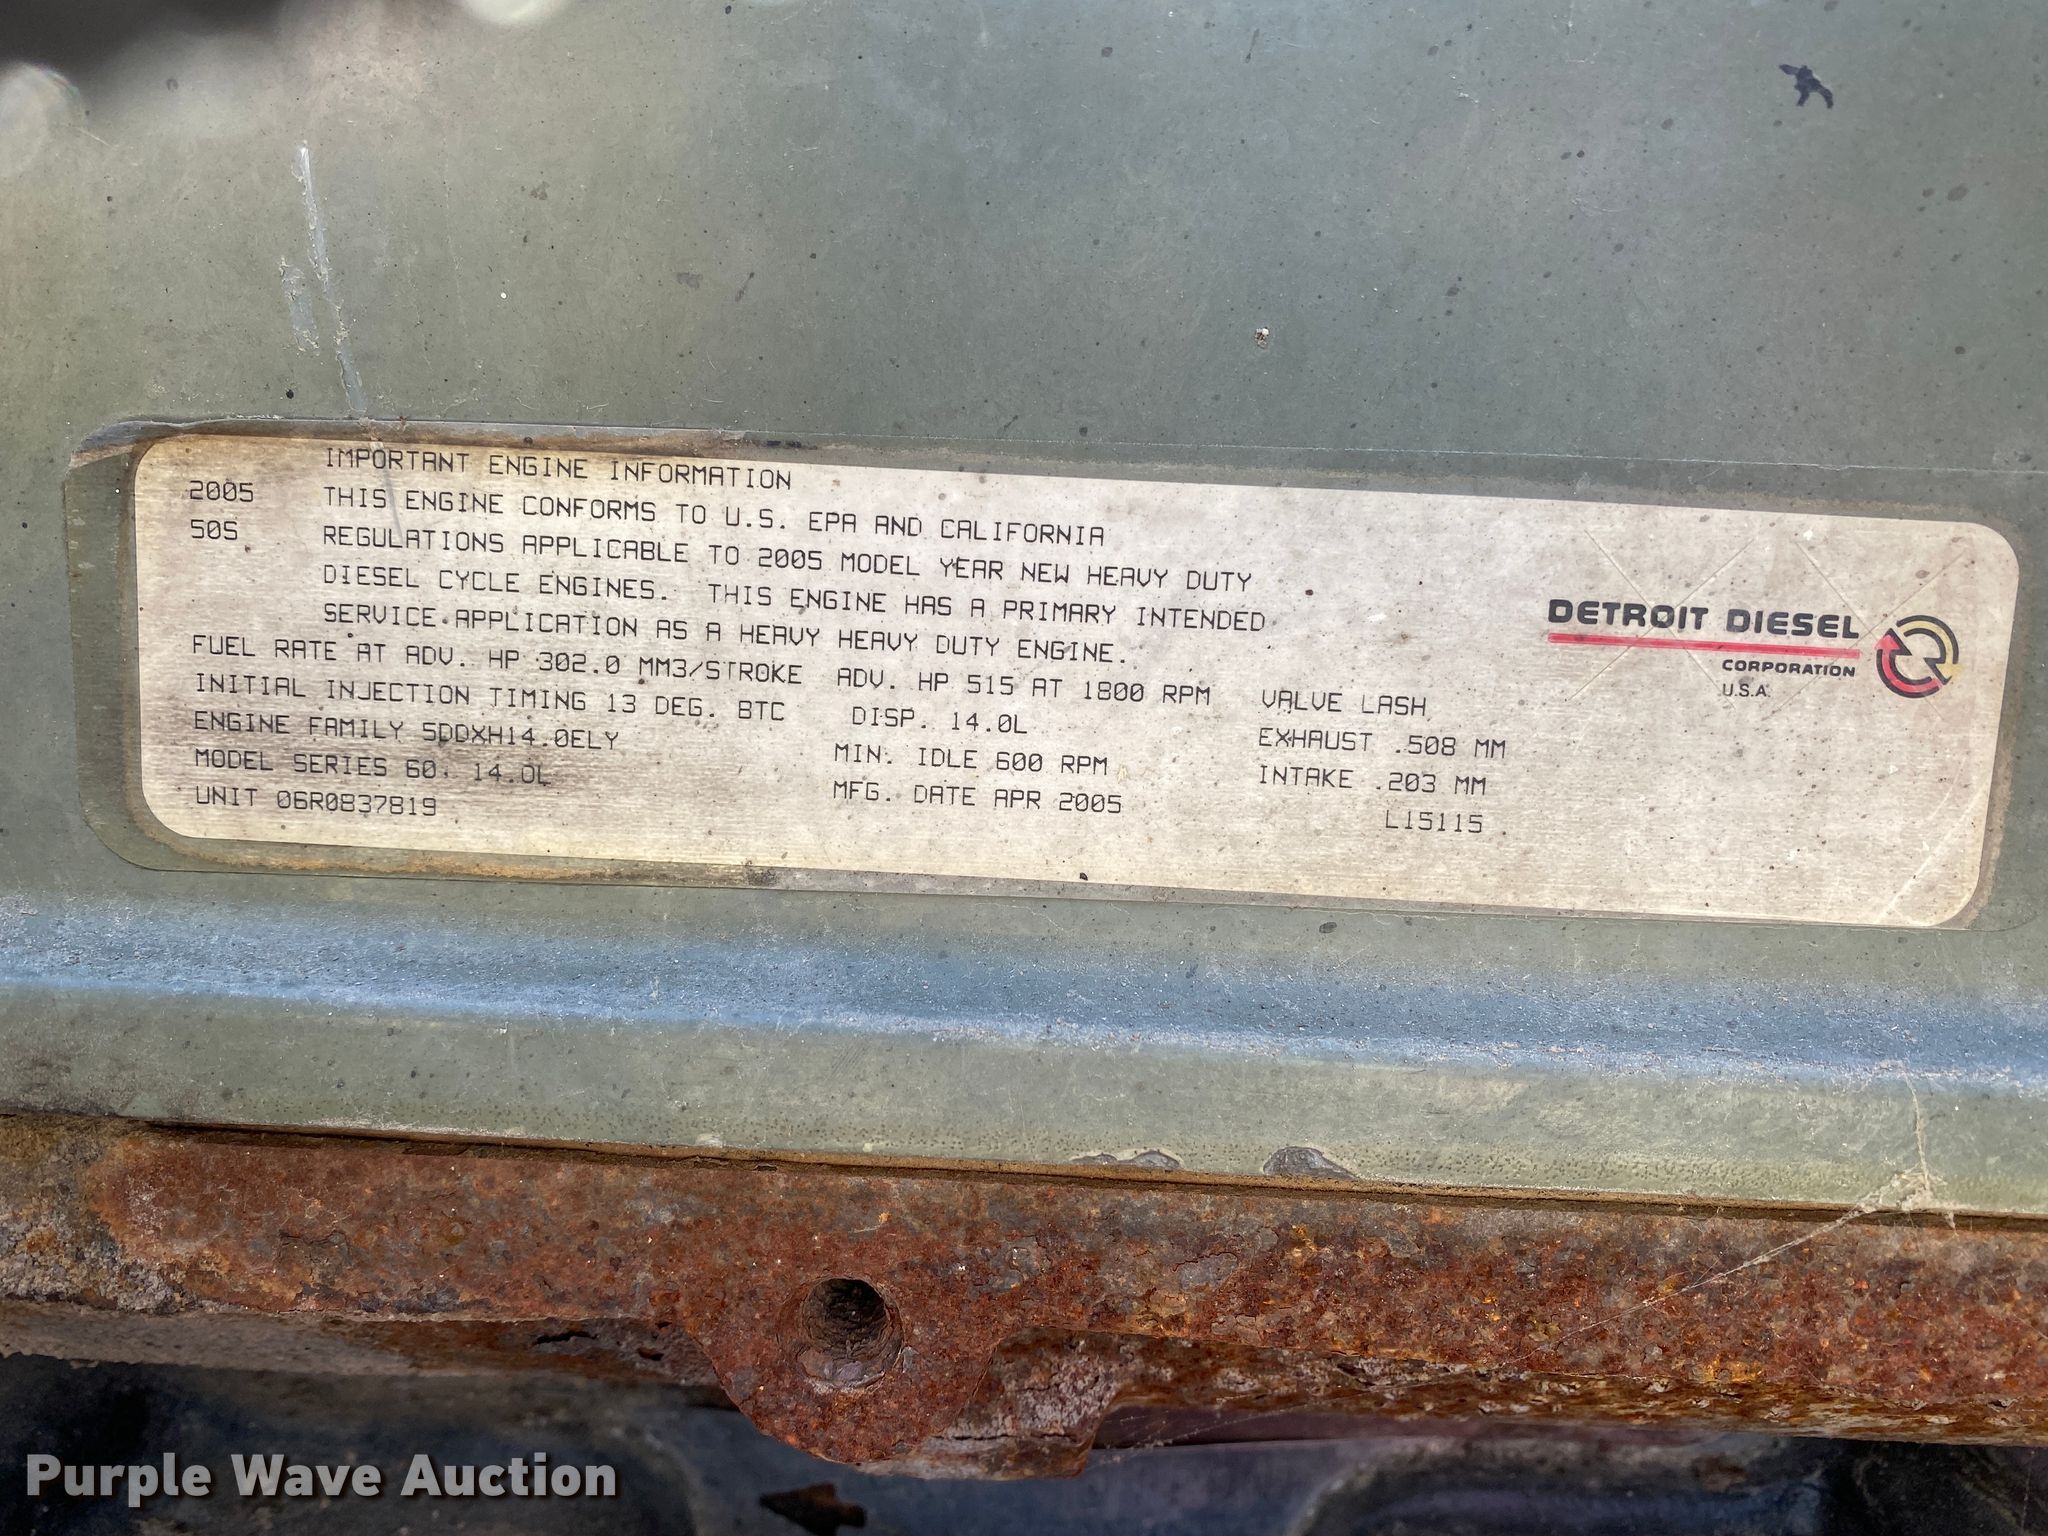 IMPORTANT ENGINE INFORMATION
2005 THIS ENGINE CONFORMS TO U.S. EPA AND CALIFORNIA
50S REGULATIONS APPLICABLE TO 2005 MODEL YEAR NEW HEAVY DUTY
DIESEL CYCLE ENGINES. THIS ENGINE HAS A PRIMARY INTENDED
SERVICE APPLICATION AS A HEAVY HEAVY DUTY ENGINE.
FUEL RATE AT ADV. HP 302.0 MM3/STROKE ADV. HP 515 AT 1800 RPM VALVE LASH
INITIAL INJECTION TIMING 13 DEG. BTC DISP. 14.0L EXHAUST .508 MM
ENGINE FAMILY 5DDXH14.0ELY MIN. IDLE 600 RPM INTAKE .203 MM
MODEL SERIES 60, 14.0L MFG. DATE APR 2005 L15115
UNIT 06R0837819
DETROIT DIESEL
CORPORATION
U.S.A.
Purple Wave Auction